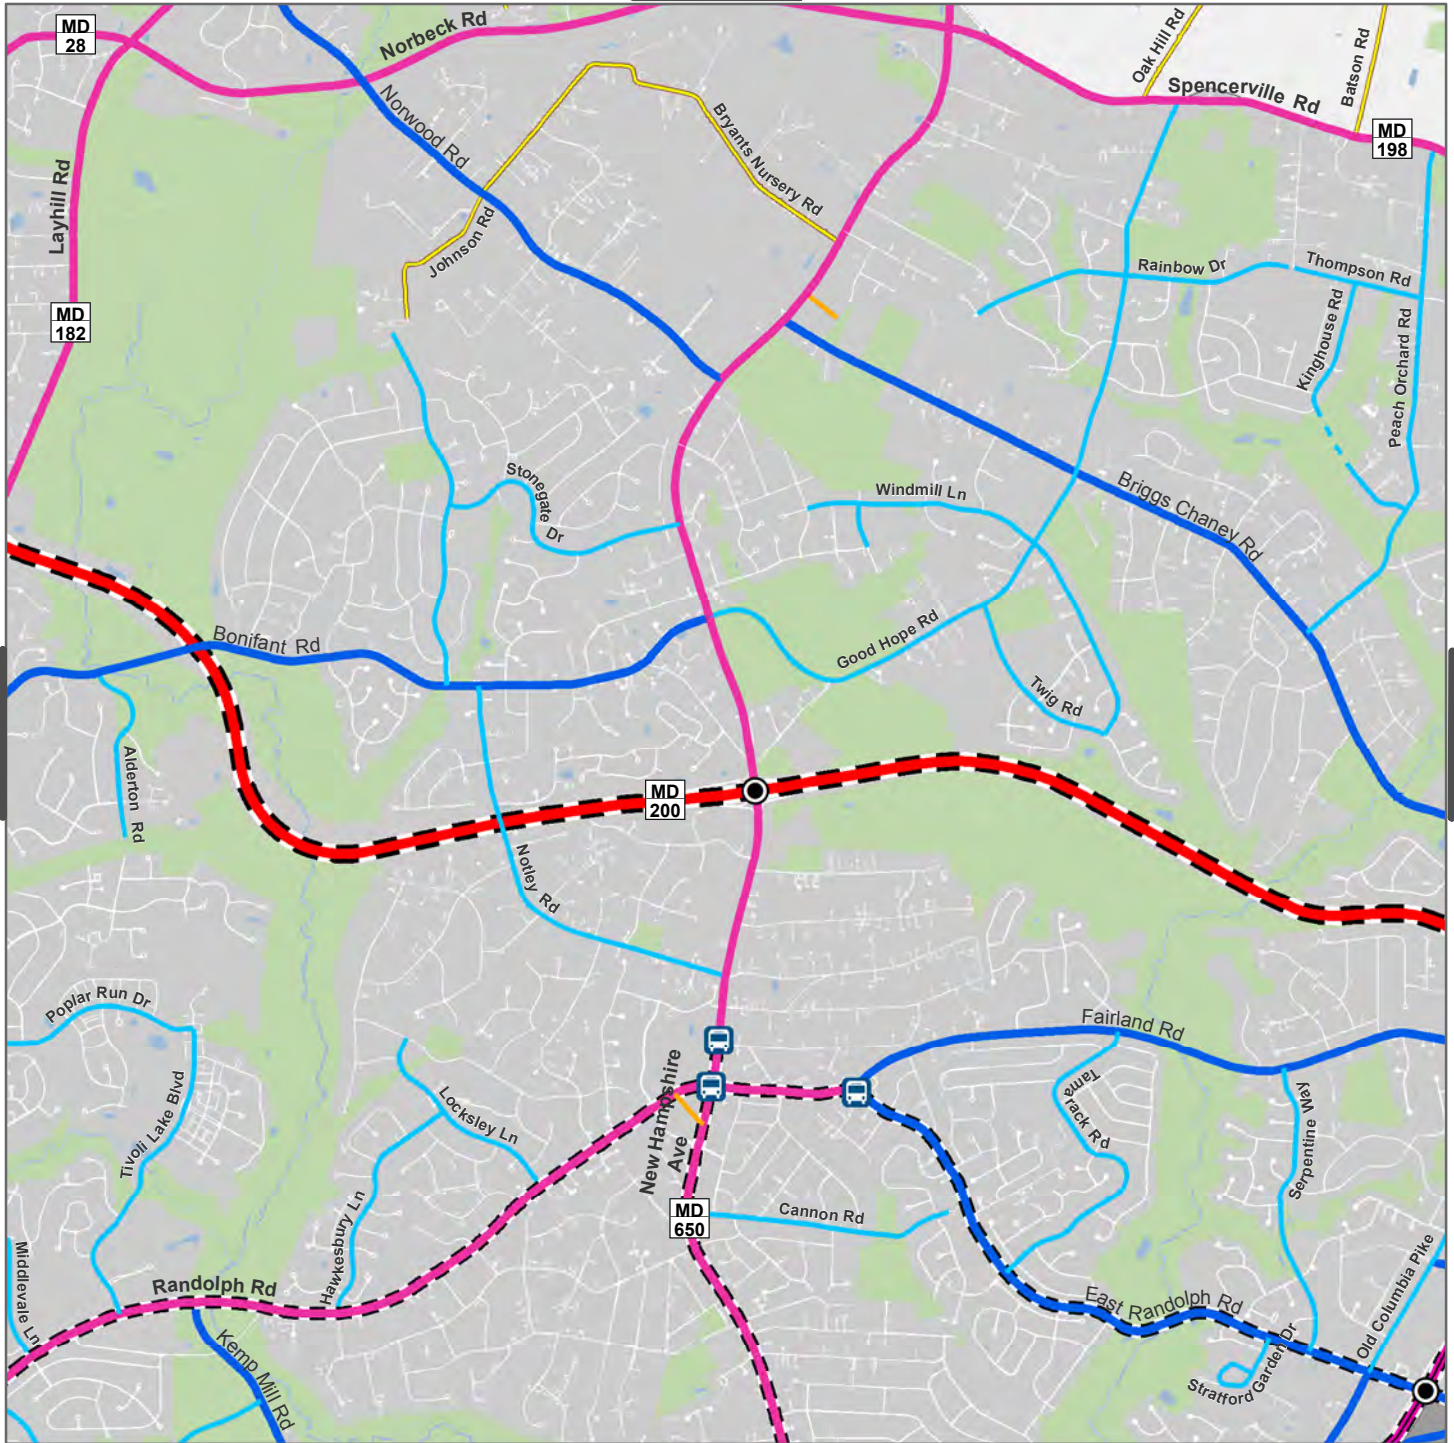 MD
28
Norbeck Rd
Oak Hill Rd
Batson Rd
Spencerville Rd
MD
198
Norwood Rd
Bryants Nursery Rd
Layhill Rd
Johnson Rd
Rainbow Dr
Thompson Rd
MD
182
Kinghouse Rd
Peach Orchard Rd
Stonegate
Dr
Windmill Ln
Briggs Chaney Rd
Bonifant Rd
Good Hope Rd
Twig Rd
Alderton Rd
MD
200
Notley Rd
Poplar Run Dr
Fairland Rd
New Hampshire
Ave
Tamarack Rd
Tivoli Lake Blvd
Locksley Ln
Serpentine Way
Hawkesbury Ln
MD
650
Cannon Rd
Middlevale Ln
Randolph Rd
Old Columbia Pike
East Randolph Rd
Kemp Mill Rd
Stratford Garden Dr